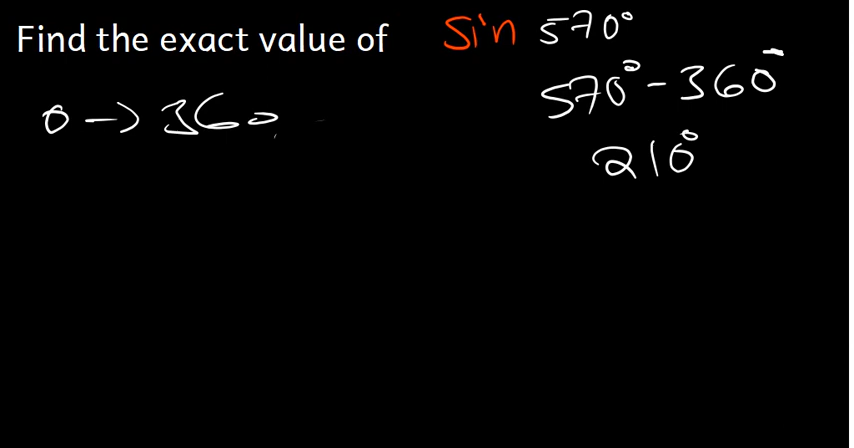 Find the exact value of Sin 570°
570° - 360°
0 → 360
210°